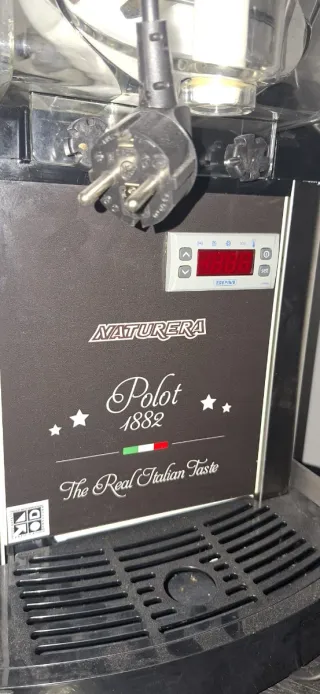 NATURERA
Polot
1882
The Real Italian Taste